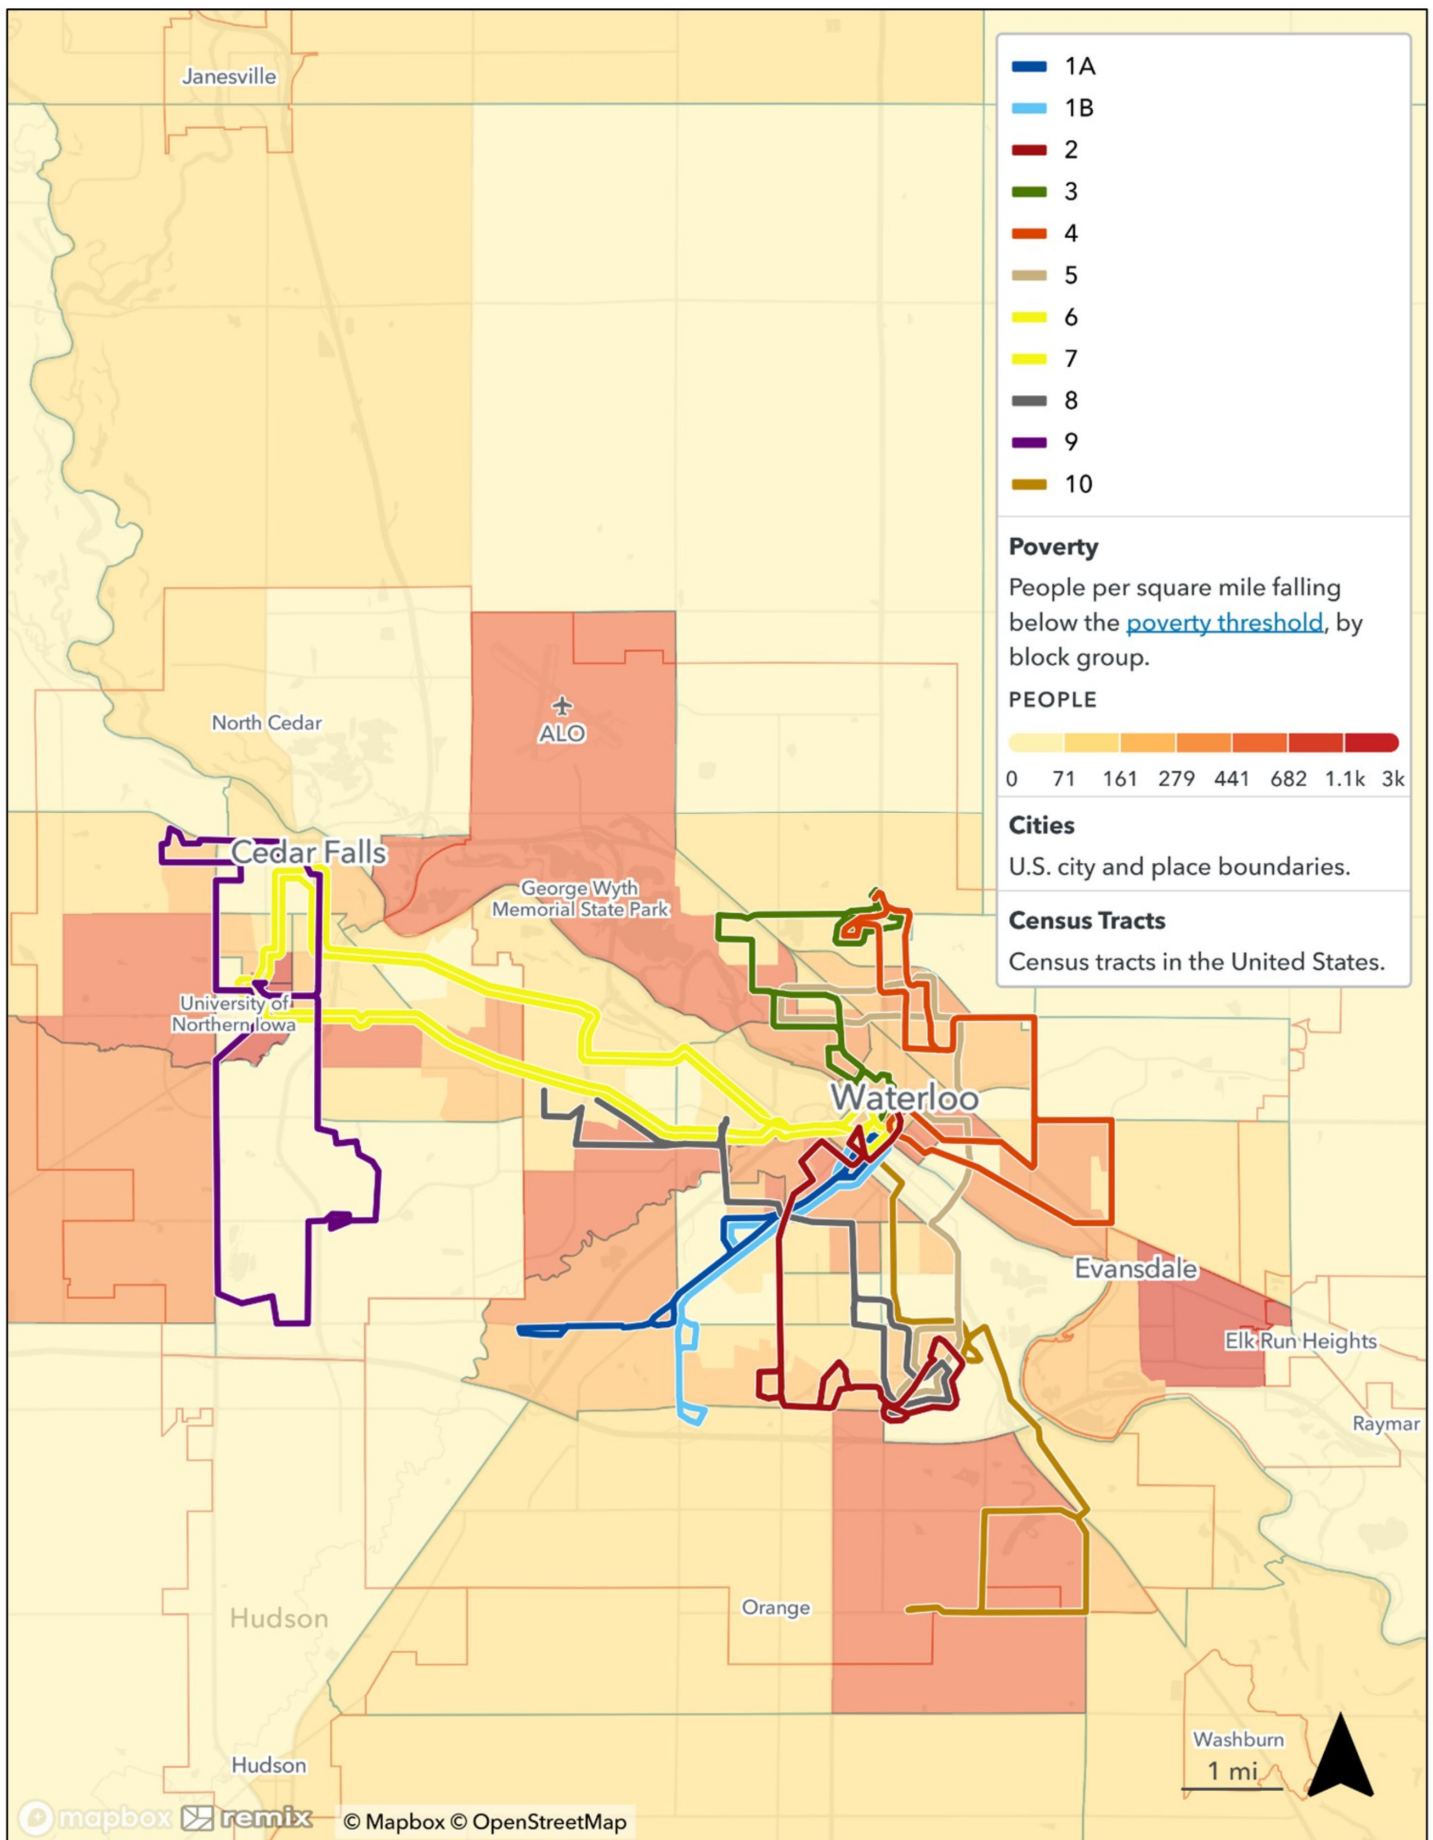 Janesville
1A
1B
2
3
4
5
6
7
8
9
10
Poverty
People per square mile falling
below the poverty threshold, by
block group.
PEOPLE
0 71 161 279 441 682 1.1k 3k
Cities
U.S. city and place boundaries.
Census Tracts
Census tracts in the United States.
North Cedar
ALO
Cedar Falls
George Wyth
Memorial State Park
University of
Northern Iowa
Waterloo
Evansdale
Elk Run Heights
Raymar
Orange
Hudson
Hudson
Washburn
1 mi
mapbox remix © Mapbox © OpenStreetMap